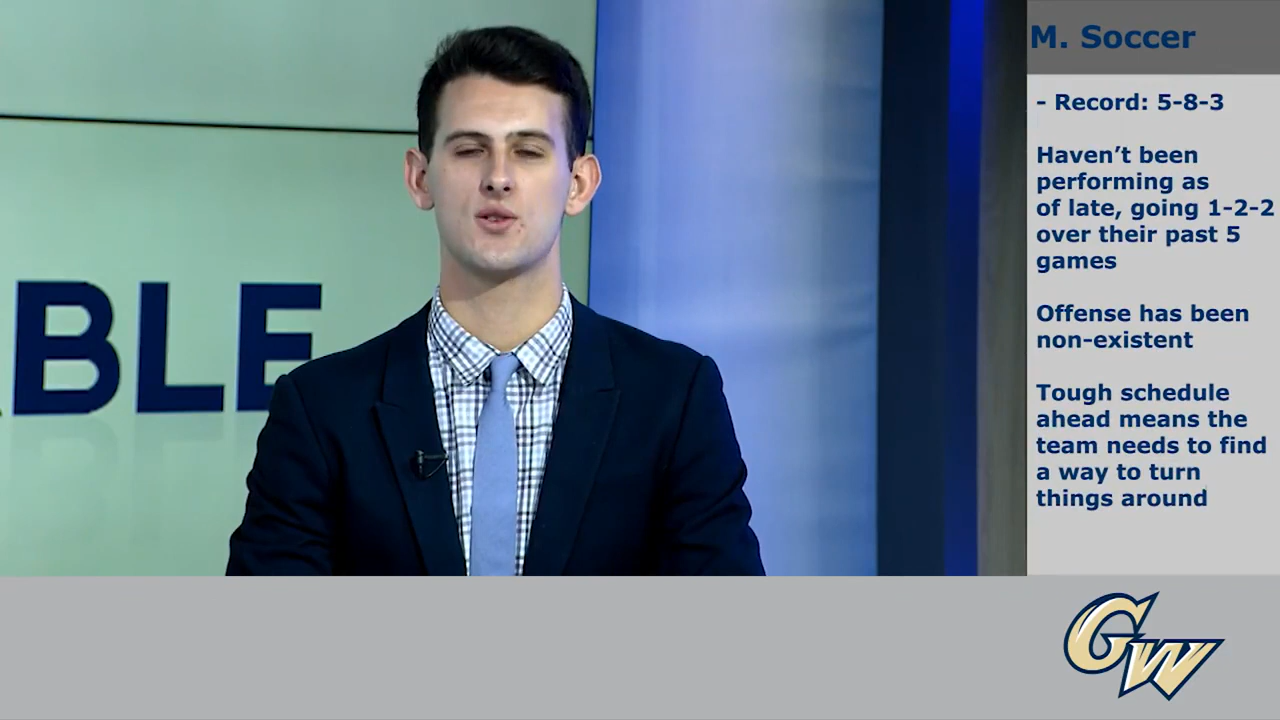 BLE
M. Soccer
- Record: 5-8-3
Haven’t been
performing as
of late, going 1-2-2
over their past 5
games
Offense has been
non-existent
Tough schedule
ahead means the
team needs to find
a way to turn
things around
GW